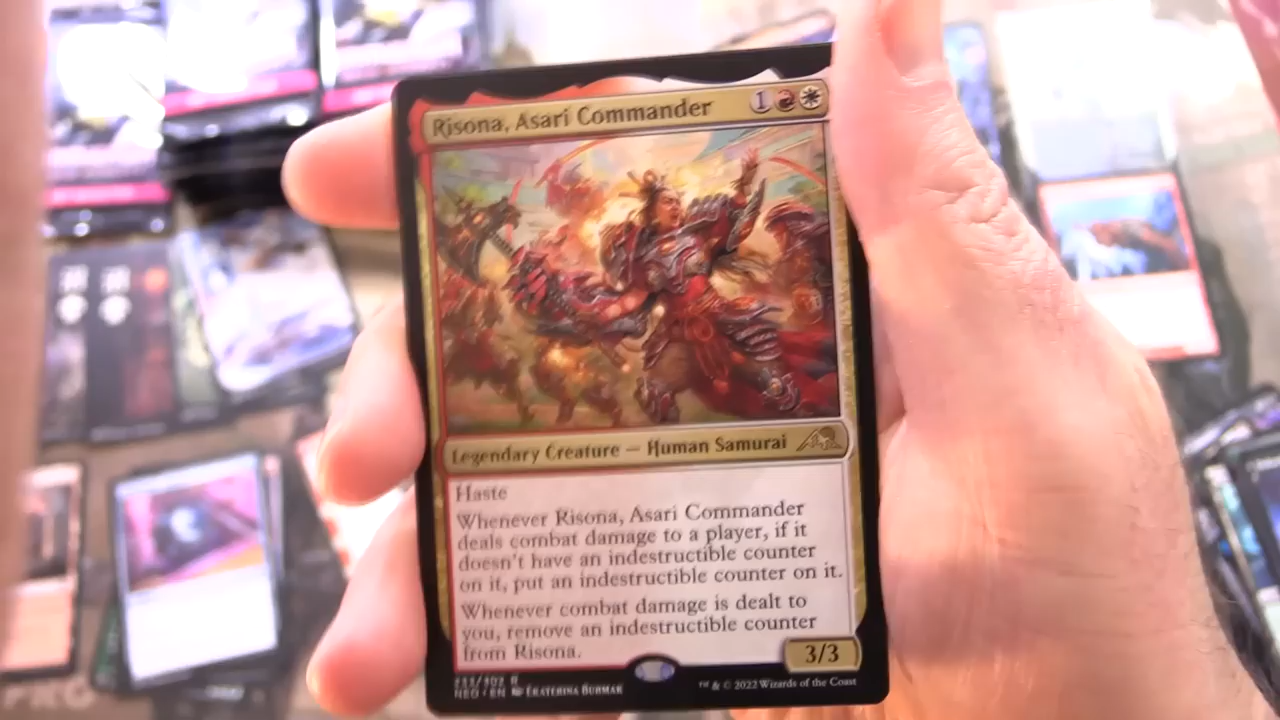 Risona, Asari Commander 1
Legendary Creature — Human Samurai
Haste
Whenever Risona, Asari Commander
deals combat damage to a player, if it
doesn't have an indestructible counter
on it, put an indestructible counter on it.
Whenever combat damage is dealt to
you, remove an indestructible counter
from Risona.
3/3
/302 R
NEO • EN EKATERINA BURMAK
™ & © 2022 Wizards of the Coast